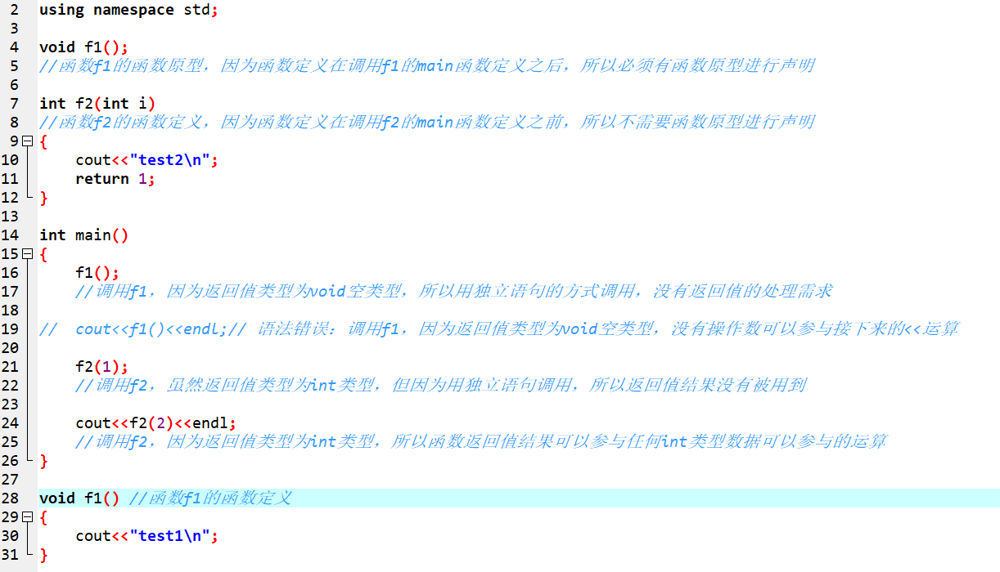 2 using namespace std;
3
4 void f1();
5 //函数f1的函数原型，因为函数定义在调用f1的main函数定义之后，所以必须有函数原型进行声明
6
7 int f2(int i)
8 //函数f2的函数定义，因为函数定义在调用f2的main函数定义之前，所以不需要函数原型进行声明
9 {
10     cout<<"test2\n";
11     return 1;
12 }
13
14 int main()
15 {
16     f1();
17     //调用f1，因为返回值类型为void空类型，所以用独立语句的方式调用，没有返回值的处理需求
18
19 //  cout<<f1()<<endl;// 语法错误：调用f1，因为返回值类型为void空类型，没有操作数可以参与接下来的<<运算
20
21     f2(1);
22     //调用f2，虽然返回值类型为int类型，但因为用独立语句调用，所以返回值结果没有被用到
23
24     cout<<f2(2)<<endl;
25     //调用f2，因为返回值类型为int类型，所以函数返回值结果可以参与任何int类型数据可以参与的运算
26 }
27
28 void f1() //函数f1的函数定义
29 {
30     cout<<"test1\n";
31 }